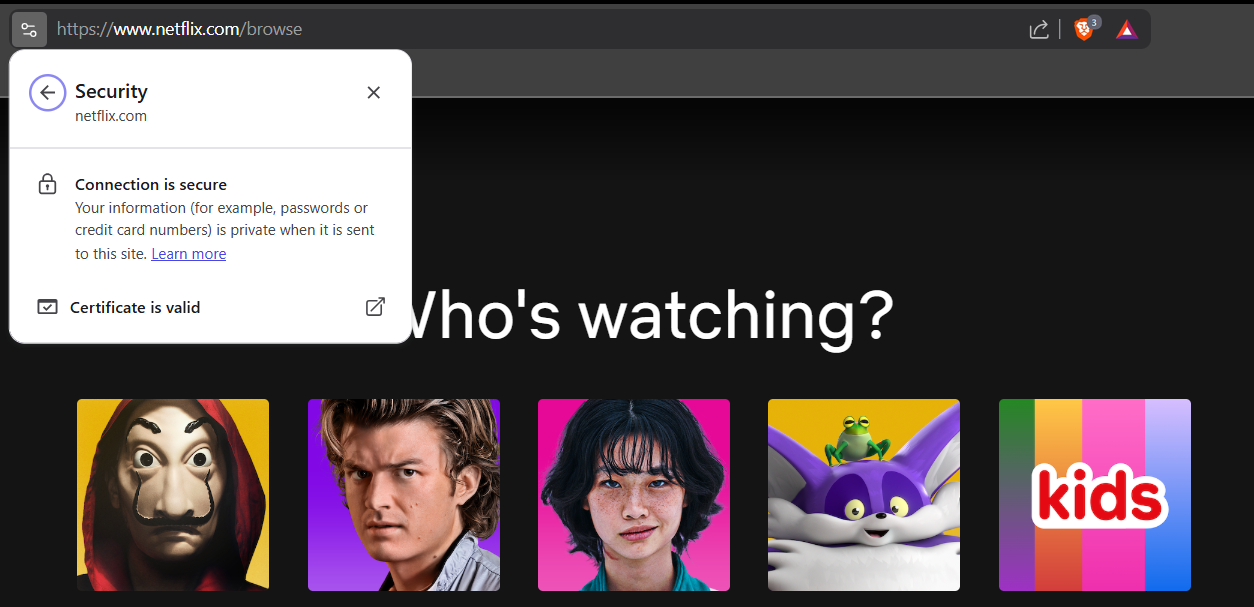 https://www.netflix.com/browse
3
Security
netflix.com
Connection is secure
Your information (for example, passwords or
credit card numbers) is private when it is sent
to this site. Learn more
Certificate is valid
Who's watching?
kids